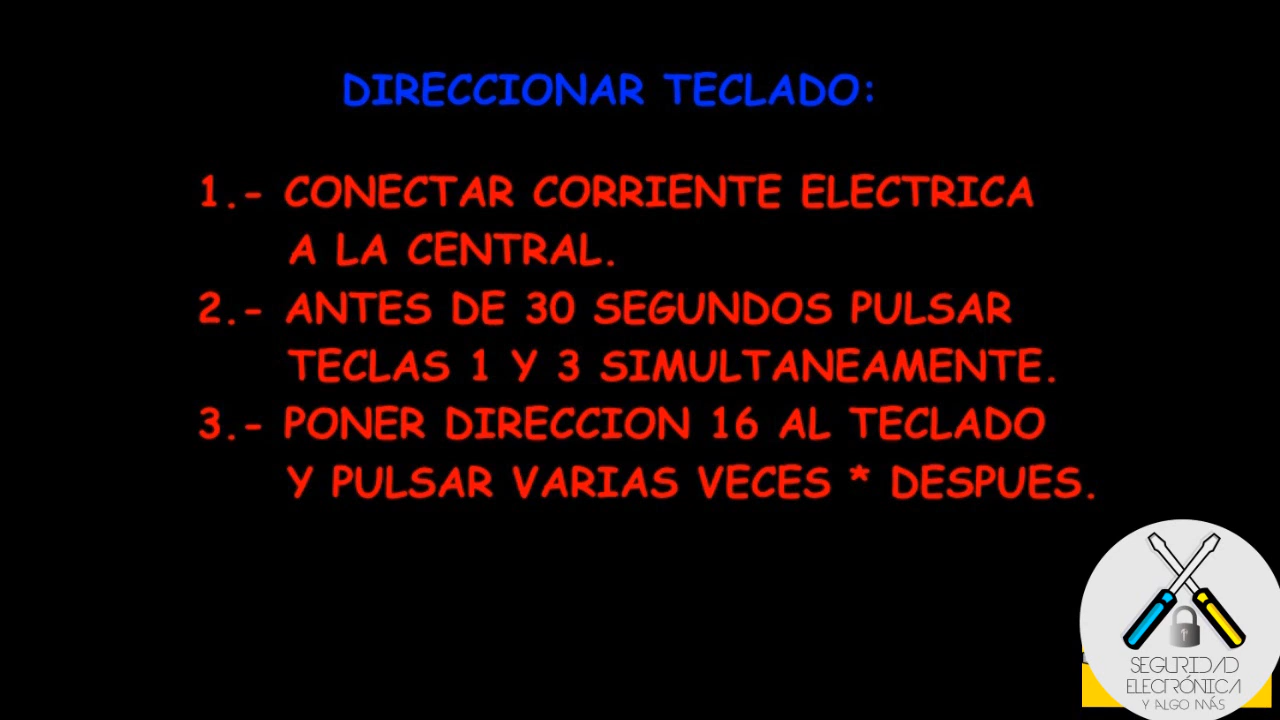 DIRECCIONAR TECLADO:
1.- CONECTAR CORRIENTE ELECTRICA
A LA CENTRAL.
2.- ANTES DE 30 SEGUNDOS PULSAR
TECLAS 1 Y 3 SIMULTANEAMENTE.
3.- PONER DIRECCION 16 AL TECLADO
Y PULSAR VARIAS VECES * DESPUES.
SEGURIDAD
ELECTRÓNICA
Y ALGO MÁS